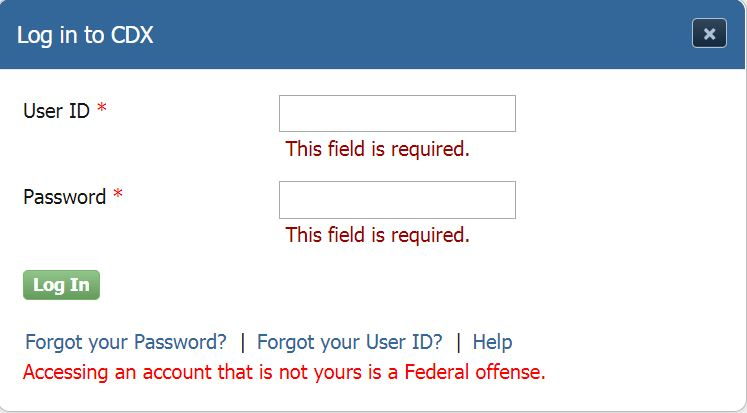 Log in to CDX
User ID *
This field is required.
Password *
This field is required.
Log In
Forgot your Password? | Forgot your User ID? | Help
Accessing an account that is not yours is a Federal offense.